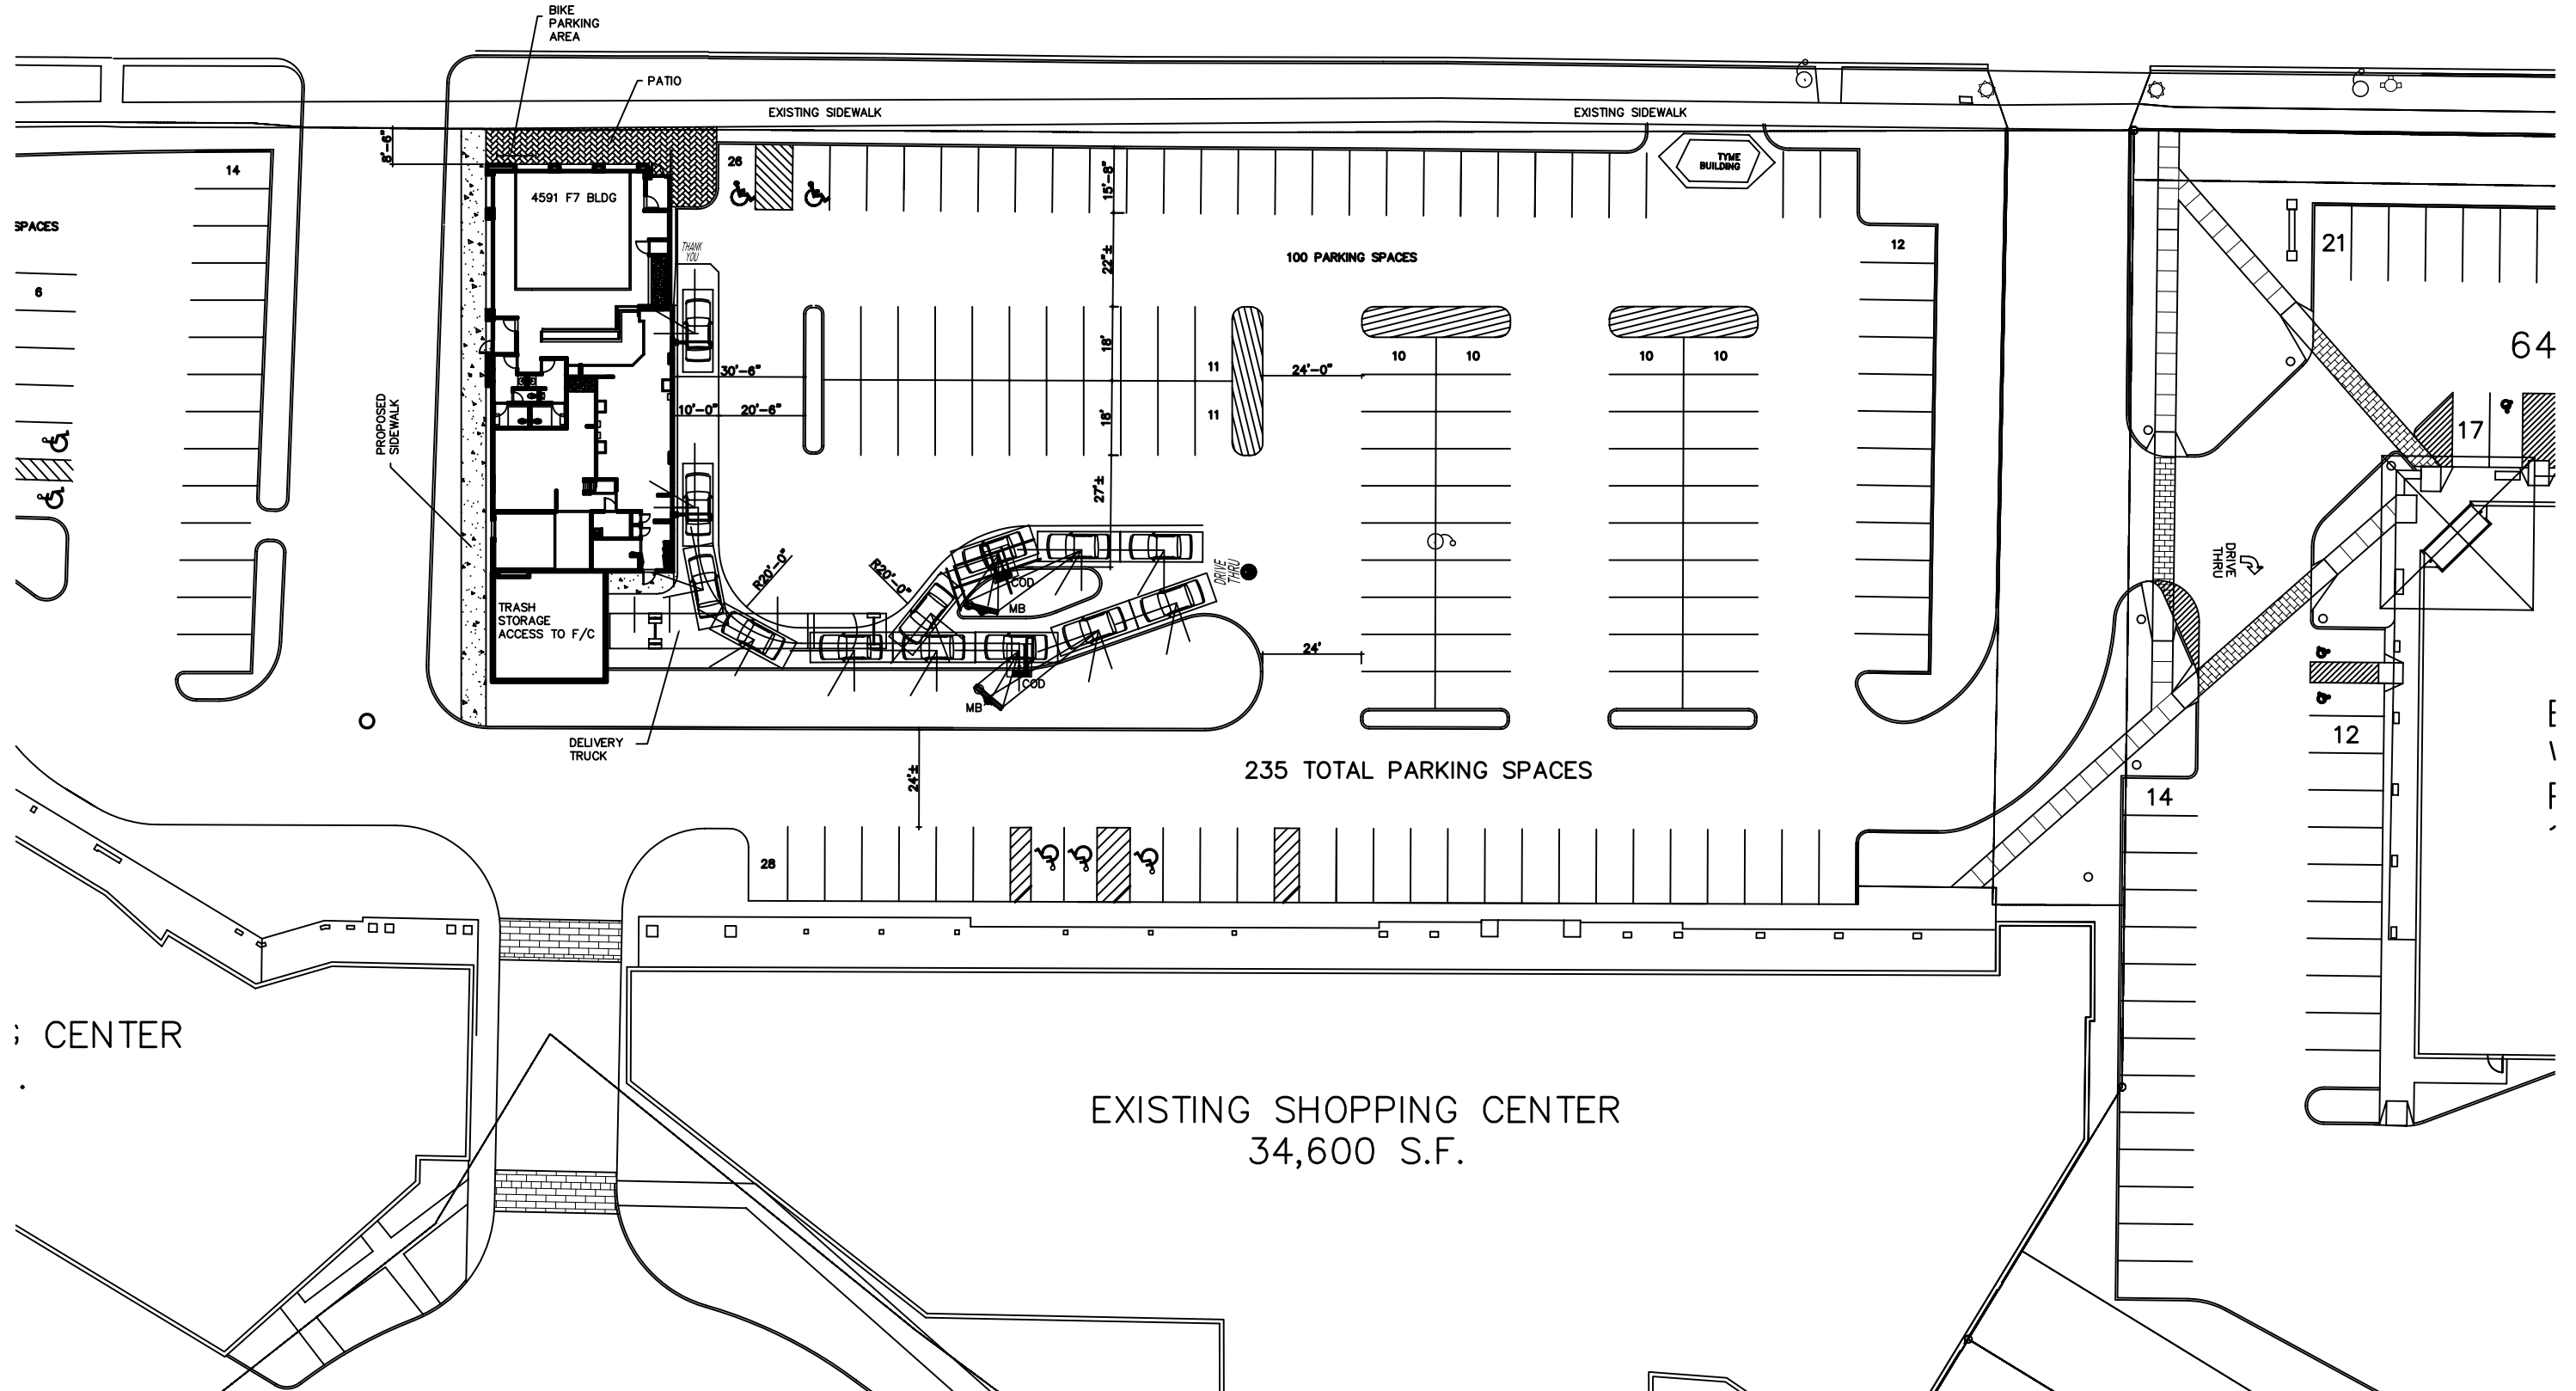 BIKE
PARKING
AREA
PATIO
EXISTING SIDEWALK
EXISTING SIDEWALK
8'-6"
14
SPACES
6
4591 F7 BLDG
26
15'-8"
TYME
BUILDING
THANK
YOU
22'±
100 PARKING SPACES
12
21
64
18'
11
10
10
10
10
30'-6"
24'-0"
10'-0"
20'-6"
18'
11
17
PROPOSED
SIDEWALK
27'±
R20'-0"
R20'-0"
COD
MB
DRIVE
THRU
DRIVE
THRU
TRASH
STORAGE
ACCESS TO F/C
24'
COD
MB
DELIVERY
TRUCK
24'±
235 TOTAL PARKING SPACES
12
14
28
CENTER
EXISTING SHOPPING CENTER
34,600 S.F.